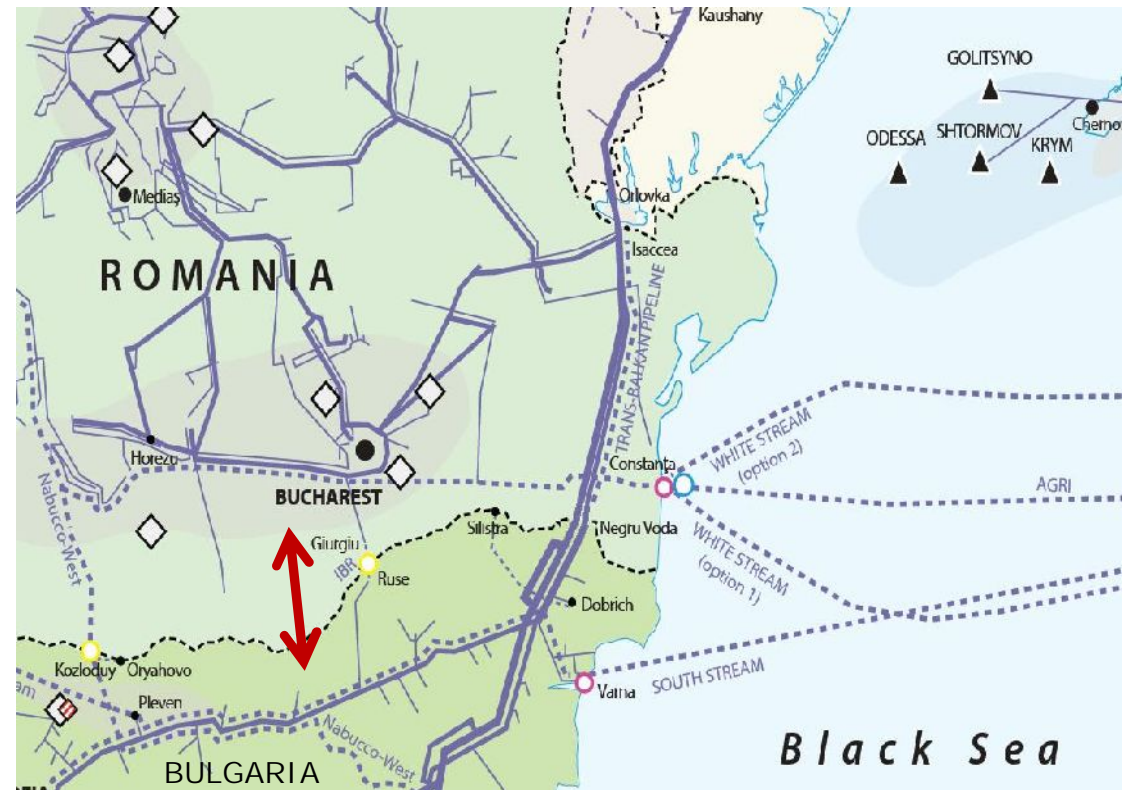 Kaushany
GOLITSYNO
ODESSA
SHTORMOV
KRYM
Mediaş
Orlovka
Isaccea
ROMANIA
TRANS-BALKAN PIPELINE
Horezu
BUCHAREST
Nabucco-West
Constanta
WHITE STREAM
(option 2)
AGRI
WHITE STREAM
(option 1)
Silistra
Negru Voda
Giurgiu
IBR
Ruse
Dobrich
Kozloduy
Oryahovo
Pleven
Varna
SOUTH STREAM
Nabucco-West
BULGARIA
Black Sea